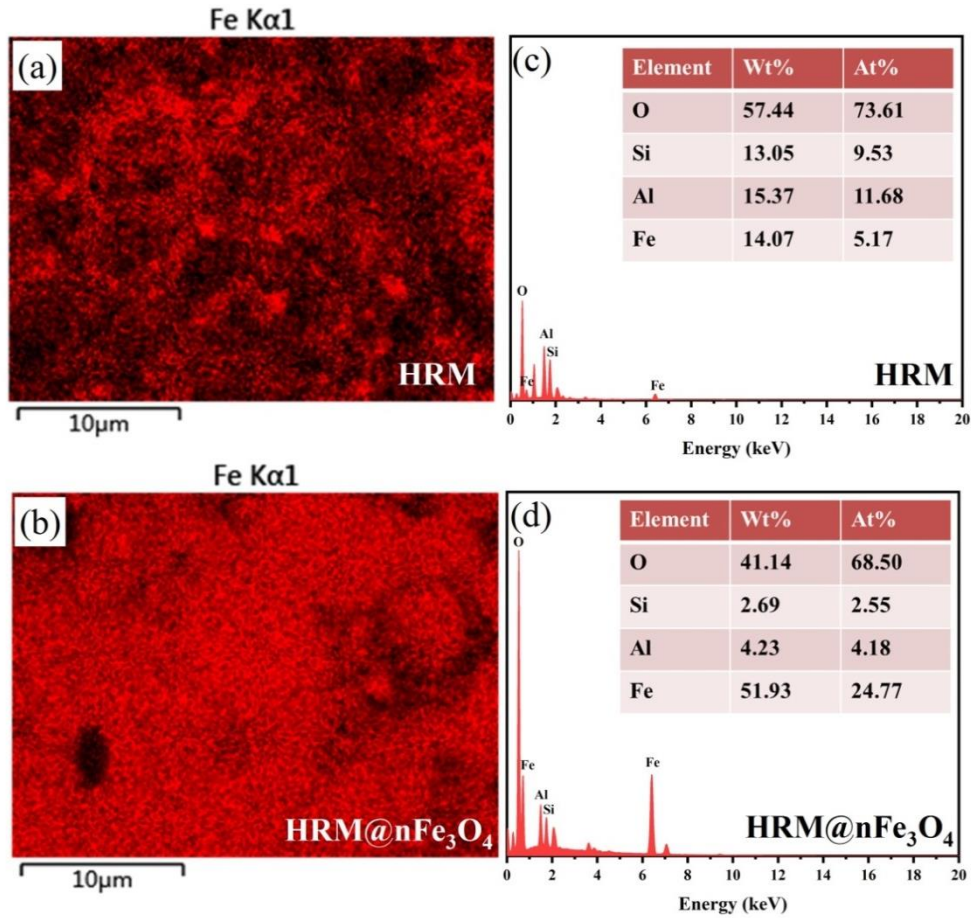 Fe Kα1
(a)
HRM
10μm
(c)
Element Wt% At%
O 57.44 73.61
Si 13.05 9.53
Al 15.37 11.68
Fe 14.07 5.17
O
Fe
Al
Si
Fe
HRM
0 2 4 6 8 10 12 14 16 18 20
Energy (keV)
Fe Kα1
(b)
HRM@nFe₃O₄
10μm
(d)
Element Wt% At%
O 41.14 68.50
Si 2.69 2.55
Al 4.23 4.18
Fe 51.93 24.77
O
Fe
Al
Si
Fe
HRM@nFe₃O₄
0 2 4 6 8 10 12 14 16 18 20
Energy (keV)